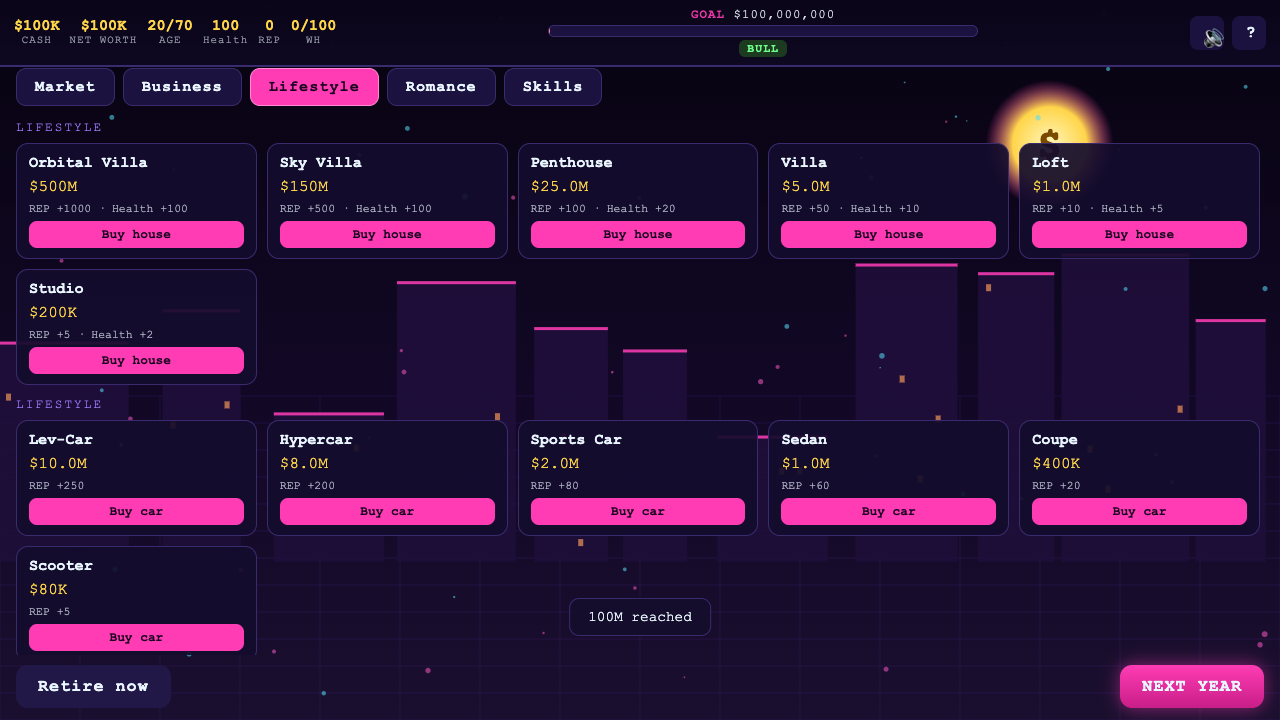 $100K $100K 20/70 100 0 0/100
CASH NET WORTH AGE Health REP WH
GOAL $100,000,000
BULL
?
Market Business Lifestyle Romance Skills
$
LIFESTYLE
Orbital Villa
$500M
REP +1000 · Health +100
Buy house
Sky Villa
$150M
REP +500 · Health +100
Buy house
Penthouse
$25.0M
REP +100 · Health +20
Buy house
Villa
$5.0M
REP +50 · Health +10
Buy house
Loft
$1.0M
REP +10 · Health +5
Buy house
Studio
$200K
REP +5 · Health +2
Buy house
LIFESTYLE
Lev-Car
$10.0M
REP +250
Buy car
Hypercar
$8.0M
REP +200
Buy car
Sports Car
$2.0M
REP +80
Buy car
Sedan
$1.0M
REP +60
Buy car
Coupe
$400K
REP +20
Buy car
Scooter
$80K
REP +5
Buy car
100M reached
Retire now
NEXT YEAR